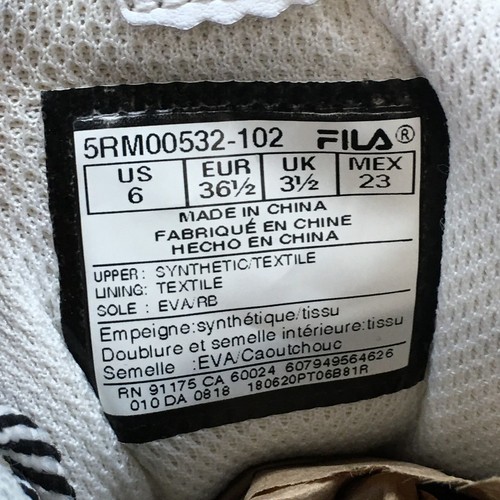 5RM00532-102 FILA®
US EUR UK MEX
6 36½ 3½ 23
MADE IN CHINA
FABRIQUÉ EN CHINE
HECHO EN CHINA
UPPER: SYNTHETIC/TEXTILE
LINING: TEXTILE
SOLE : EVA/RB
Empeigne:synthétique/tissu
Doublure et semelle intérieure:tissu
Semelle :EVA/Caoutchouc
RN 91175 CA 60024 607949564626
010 DA 0818 180620PT06B81R